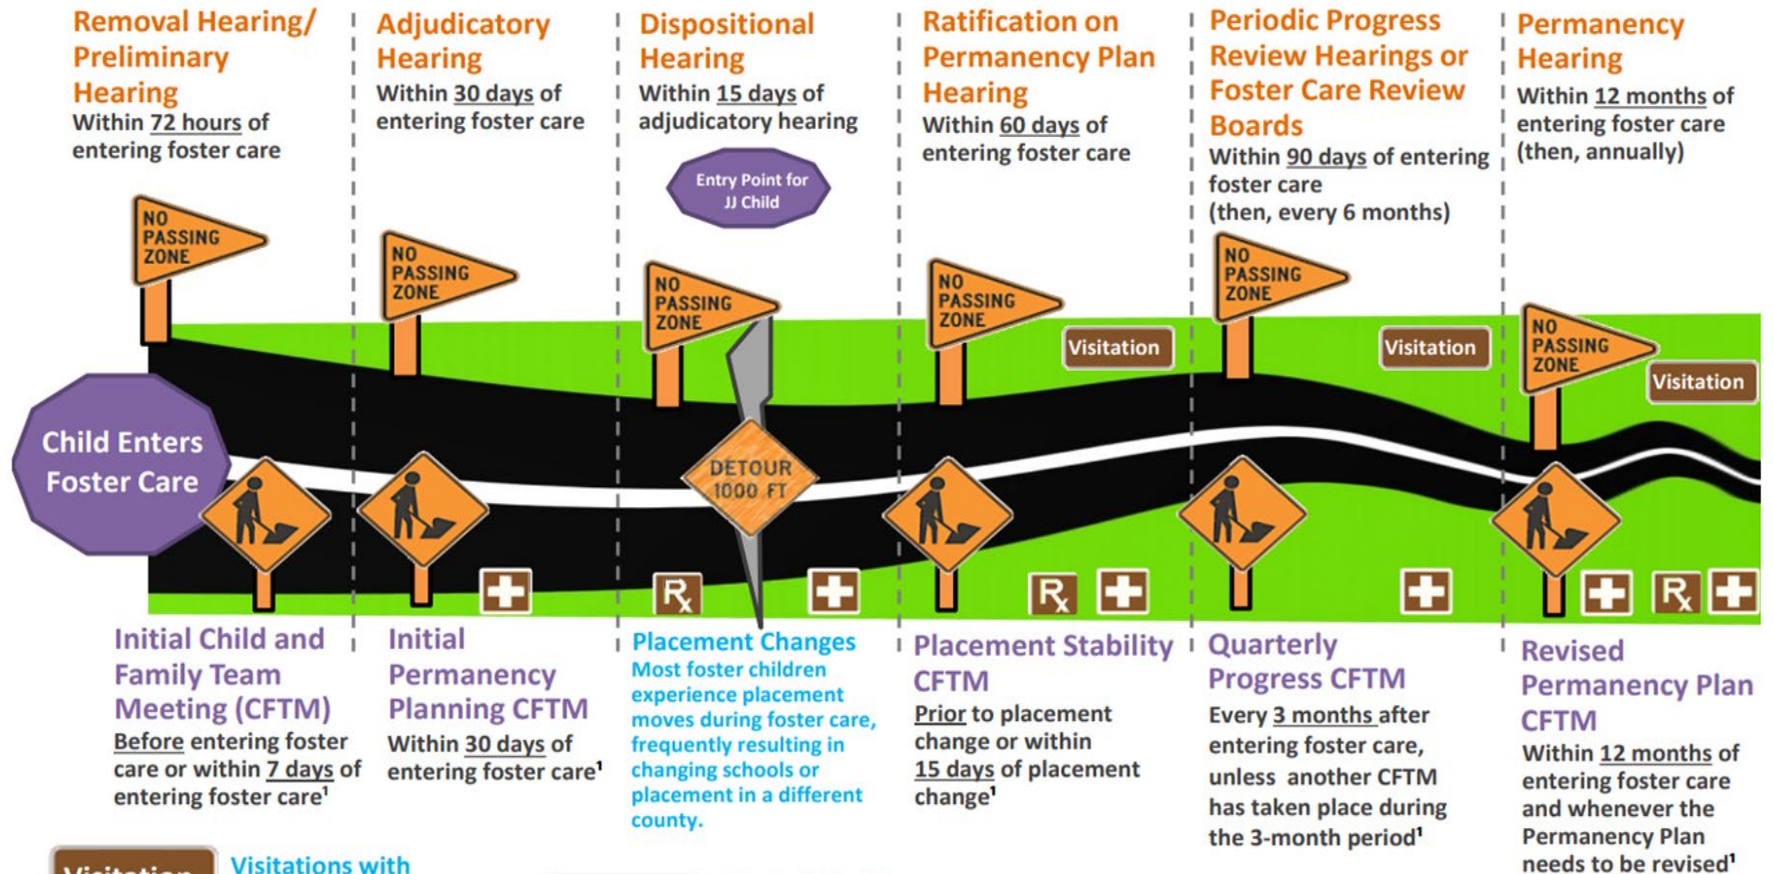 Removal Hearing/
Preliminary
Hearing
Within 72 hours of
entering foster care
Adjudicatory
Hearing
Within 30 days of
entering foster care
Dispositional
Hearing
Within 15 days of
adjudicatory hearing
Entry Point for
JJ Child
Ratification on
Permanency Plan
Hearing
Within 60 days of
entering foster care
Periodic Progress
Review Hearings or
Foster Care Review
Boards
Within 90 days of entering
foster care
(then, every 6 months)
Permanency
Hearing
Within 12 months of
entering foster care
(then, annually)
NO
PASSING
ZONE
NO
PASSING
ZONE
NO
PASSING
ZONE
NO
PASSING
ZONE
Visitation
NO
PASSING
ZONE
Visitation
NO
PASSING
ZONE
Visitation
Child Enters
Foster Care
DETOUR
1000 FT
Rx
Rx
Rx
Initial Child and
Family Team
Meeting (CFTM)
Before entering foster
care or within 7 days of
entering foster care¹
Initial
Permanency
Planning CFTM
Within 30 days of
entering foster care¹
Placement Changes
Most foster children
experience placement
moves during foster care,
frequently resulting in
changing schools or
placement in a different
county.
Placement Stability
CFTM
Prior to placement
change or within
15 days of placement
change¹
Quarterly
Progress CFTM
Every 3 months after
entering foster care,
unless another CFTM
has taken place during
the 3-month period¹
Revised
Permanency Plan
CFTM
Within 12 months of
entering foster care
and whenever the
Permanency Plan
needs to be revised¹
Visitation
Visitations with